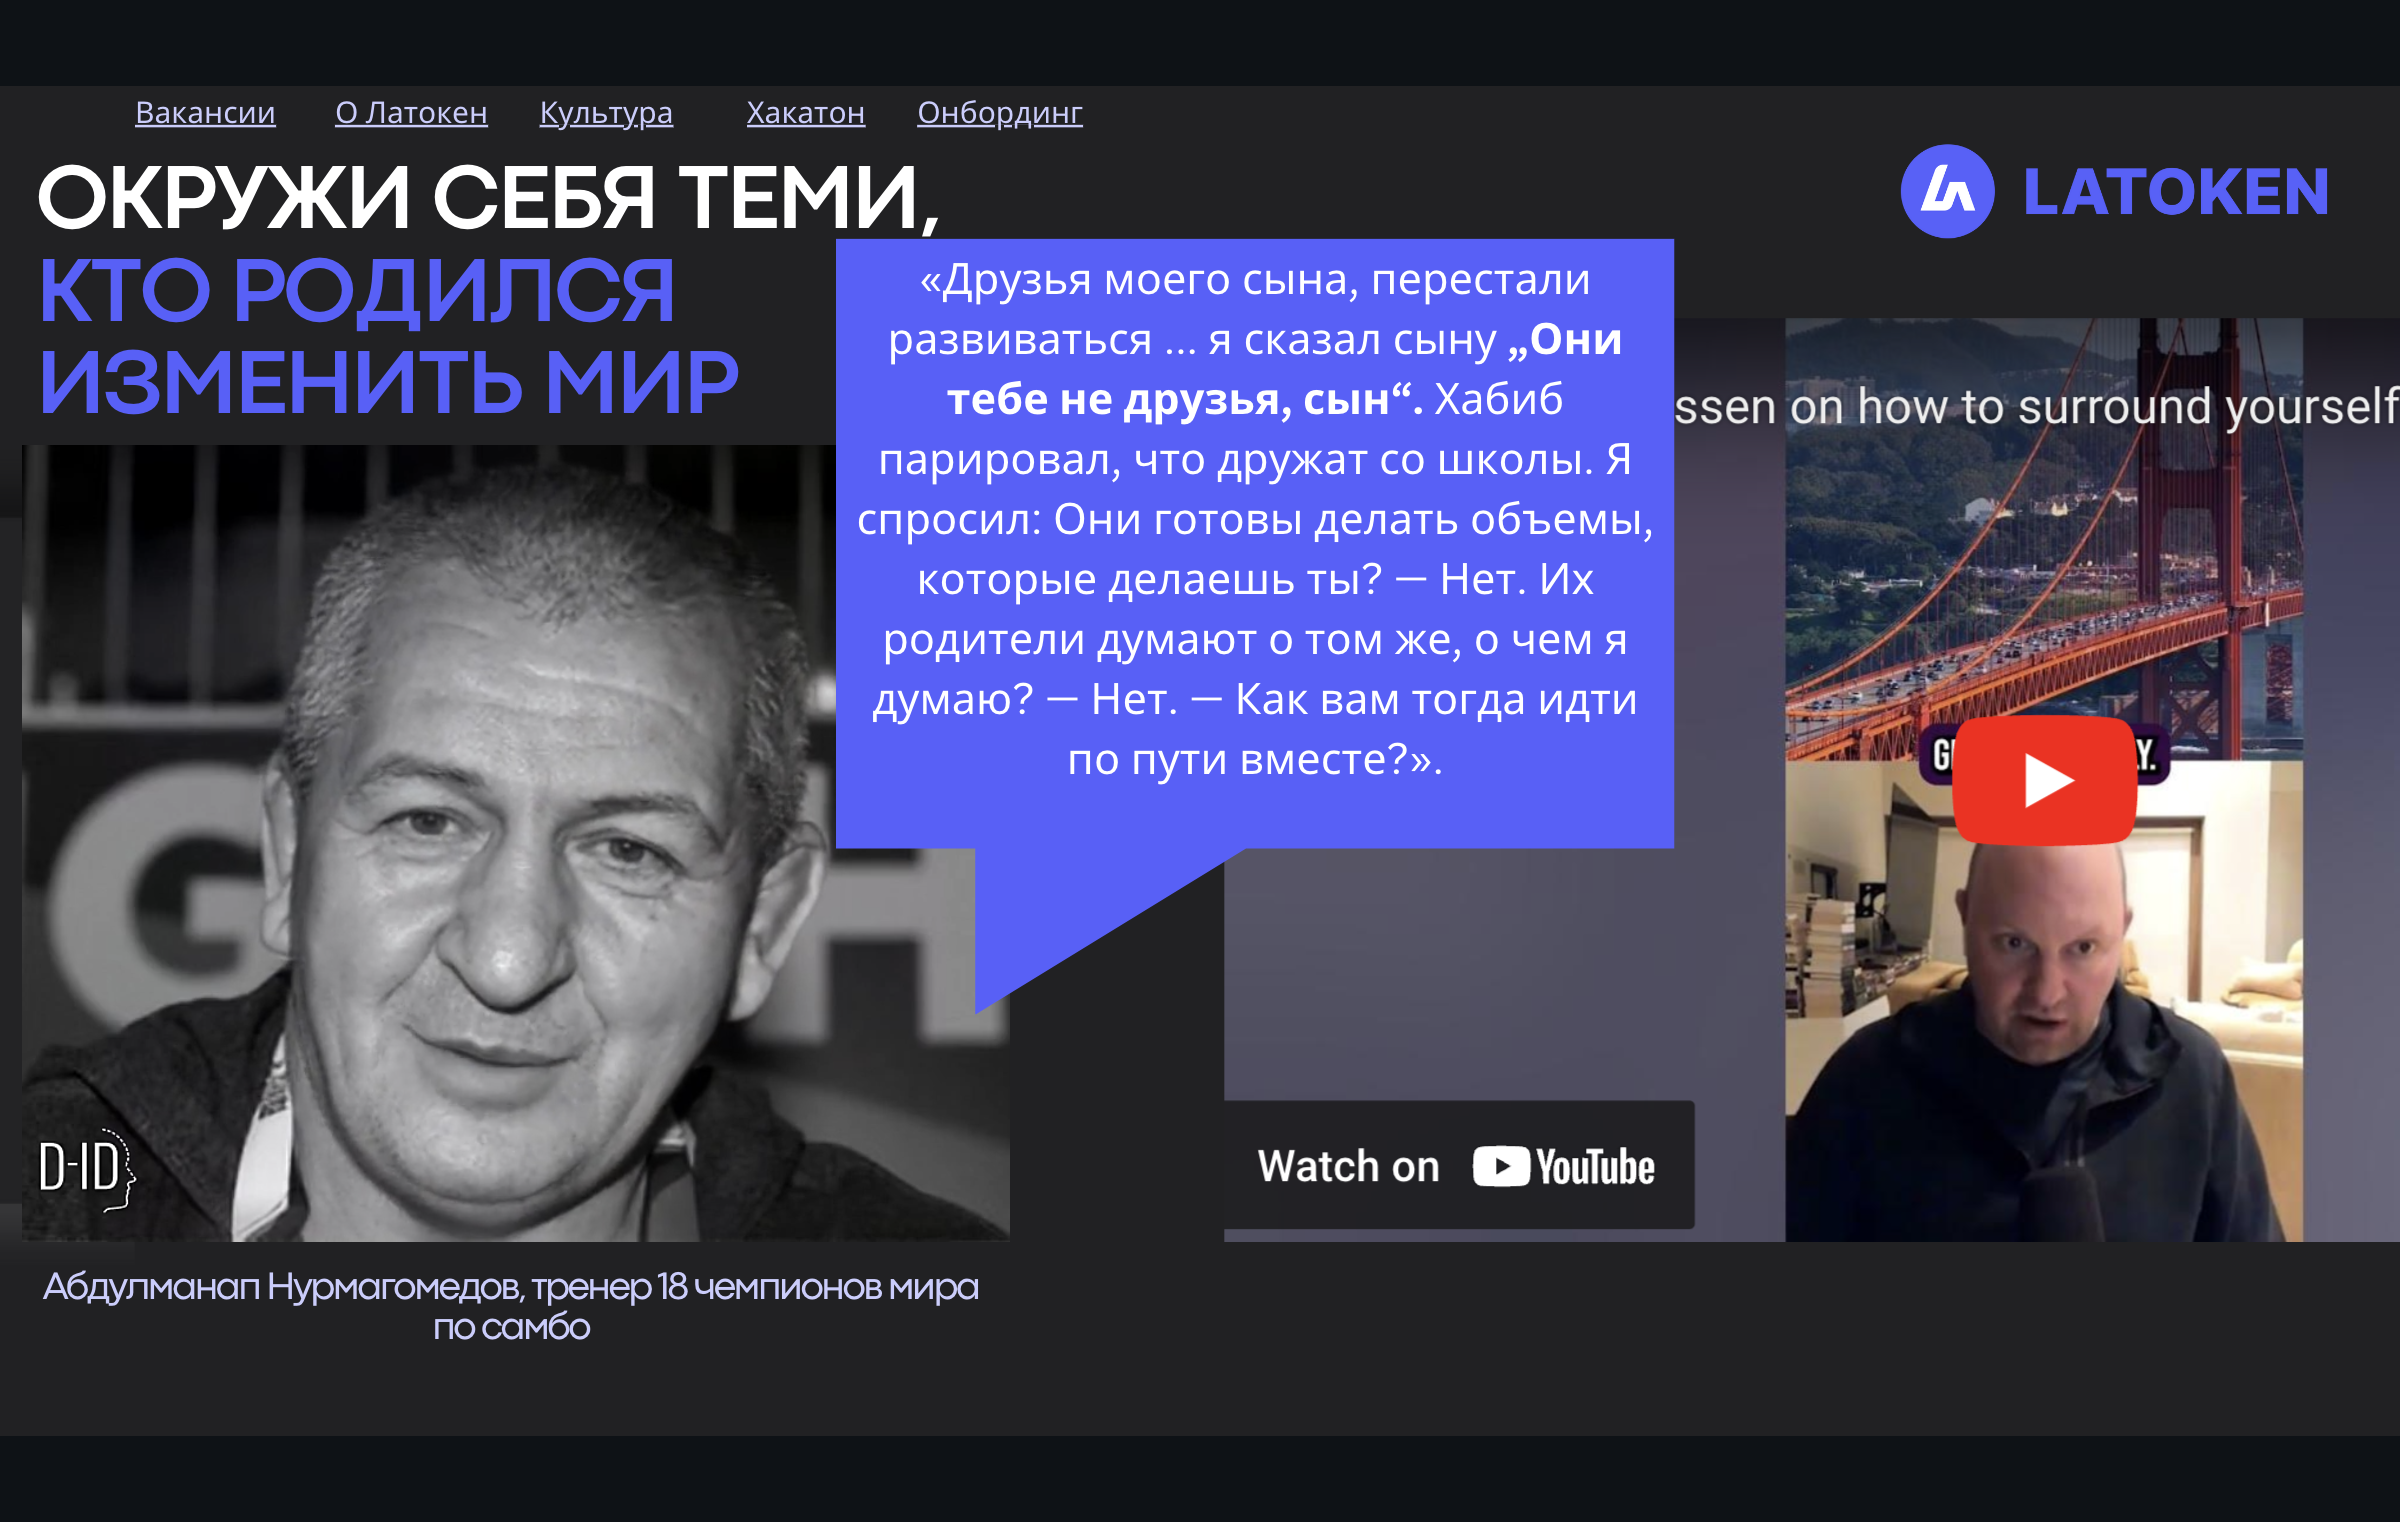 Вакансии О Латокен Культура Хакатон Онбординг
ОКРУЖИ СЕБЯ ТЕМИ,
КТО РОДИЛСЯ
ИЗМЕНИТЬ МИР
LATOKEN
«Друзья моего сына, перестали
развиваться ... я сказал сыну „Они
тебе не друзья, сын“. Хабиб
парировал, что дружат со школы. Я
спросил: Они готовы делать объемы,
которые делаешь ты? — Нет. Их
родители думают о том же, о чем я
думаю? — Нет. — Как вам тогда идти
по пути вместе?».
ssen on how to surround yourself
Watch on YouTube
D-ID
Абдулманап Нурмагомедов, тренер 18 чемпионов мира
по самбо